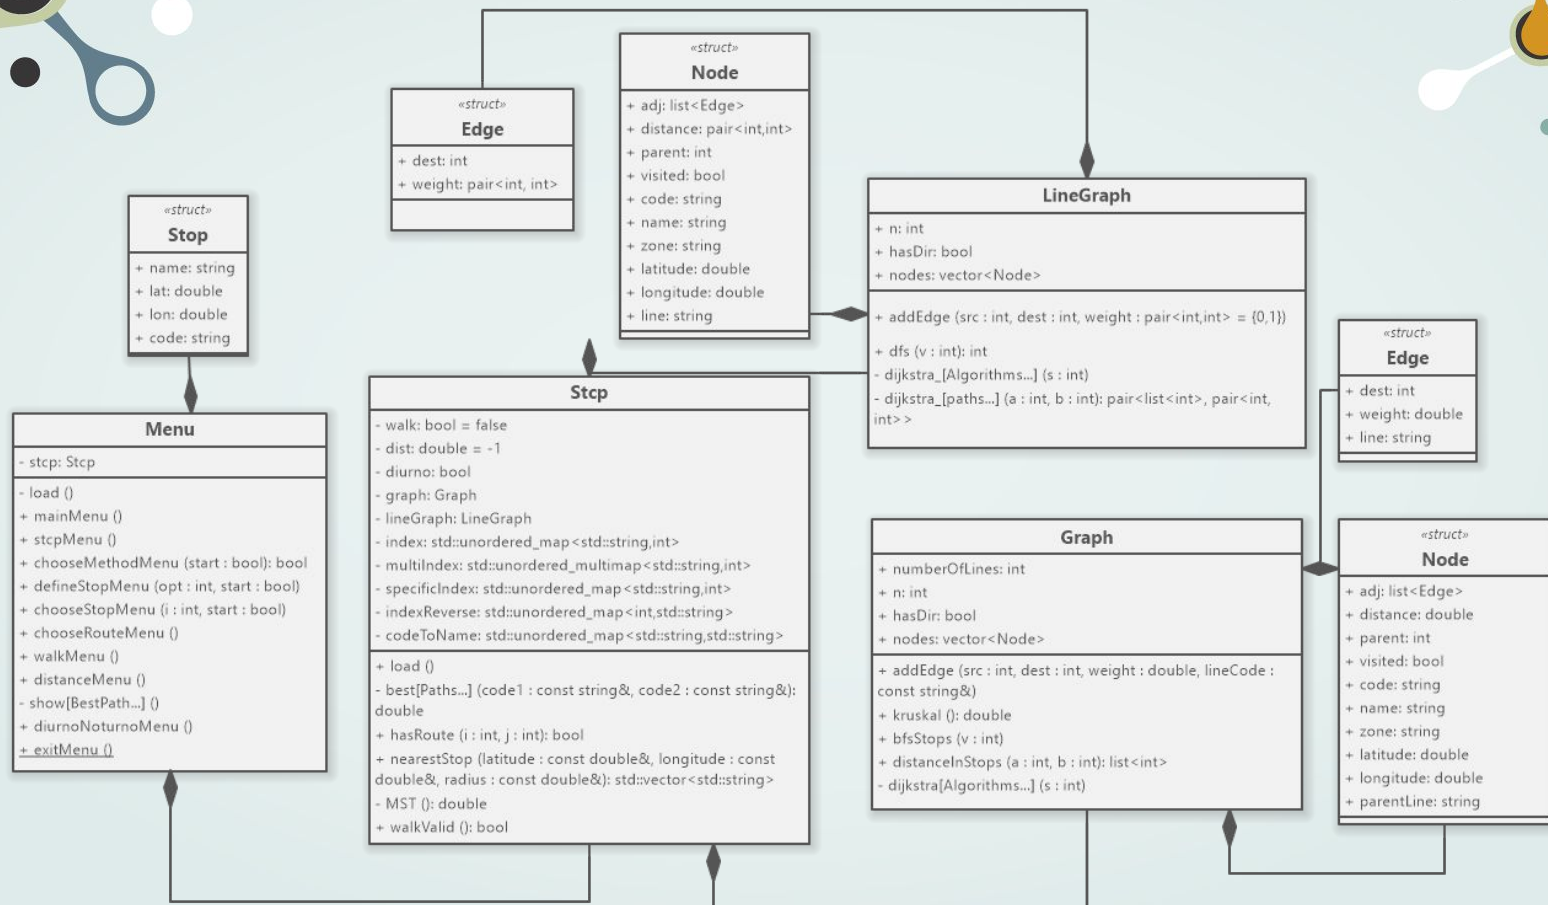 «struct»
Stop
+ name: string
+ lat: double
+ lon: double
+ code: string
Menu
- stcp: Stcp
- load ()
+ mainMenu ()
+ stcpMenu ()
+ chooseMethodMenu (start : bool): bool
+ defineStopMenu (opt : int, start : bool)
+ chooseStopMenu (i : int, start : bool)
+ chooseRouteMenu ()
+ walkMenu ()
+ distanceMenu ()
- show[BestPath...] ()
+ diurnoNoturnoMenu ()
+ exitMenu ()
«struct»
Edge
+ dest: int
+ weight: pair<int, int>
«struct»
Node
+ adj: list<Edge>
+ distance: pair<int,int>
+ parent: int
+ visited: bool
+ code: string
+ name: string
+ zone: string
+ latitude: double
+ longitude: double
+ line: string
Stcp
- walk: bool = false
- dist: double = -1
- diurno: bool
- graph: Graph
- lineGraph: LineGraph
- index: std::unordered_map<std::string,int>
- multiIndex: std::unordered_multimap<std::string,int>
- specificIndex: std::unordered_map<std::string,int>
- indexReverse: std::unordered_map<int,std::string>
- codeToName: std::unordered_map<std::string,std::string>
+ load ()
- best[Paths...] (code1 : const string&, code2 : const string&):
double
+ hasRoute (i : int, j : int): bool
+ nearestStop (latitude : const double&, longitude : const
double&, radius : const double&): std::vector<std::string>
- MST (): double
+ walkValid (): bool
LineGraph
+ n: int
+ hasDir: bool
+ nodes: vector<Node>
+ addEdge (src : int, dest : int, weight : pair<int,int> = {0,1})
+ dfs (v : int): int
- dijkstra_[Algorithms...] (s : int)
- dijkstra_[paths...] (a : int, b : int): pair<list<int>, pair<int,
int>>
«struct»
Edge
+ dest: int
+ weight: double
+ line: string
Graph
+ numberOfLines: int
+ n: int
+ hasDir: bool
+ nodes: vector<Node>
+ addEdge (src : int, dest : int, weight : double, lineCode :
const string&)
+ kruskal (): double
+ bfsStops (v : int)
+ distanceInStops (a : int, b : int): list<int>
- dijkstra[Algorithms...] (s : int)
«struct»
Node
+ adj: list<Edge>
+ distance: double
+ parent: int
+ visited: bool
+ code: string
+ name: string
+ zone: string
+ latitude: double
+ longitude: double
+ parentLine: string